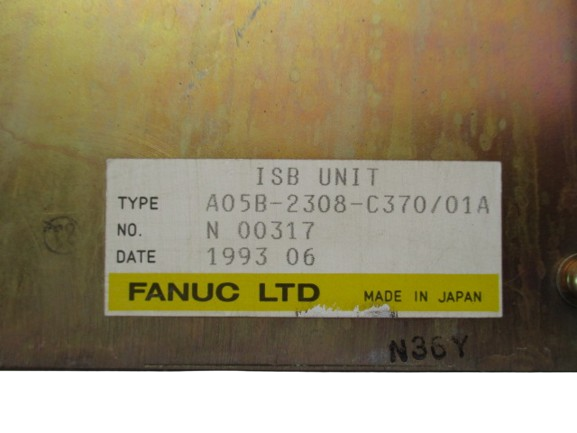 ISB UNIT
TYPE A05B-2308-C370/01A
NO. N 00317
DATE 1993 06
FANUC LTD MADE IN JAPAN
N36Y